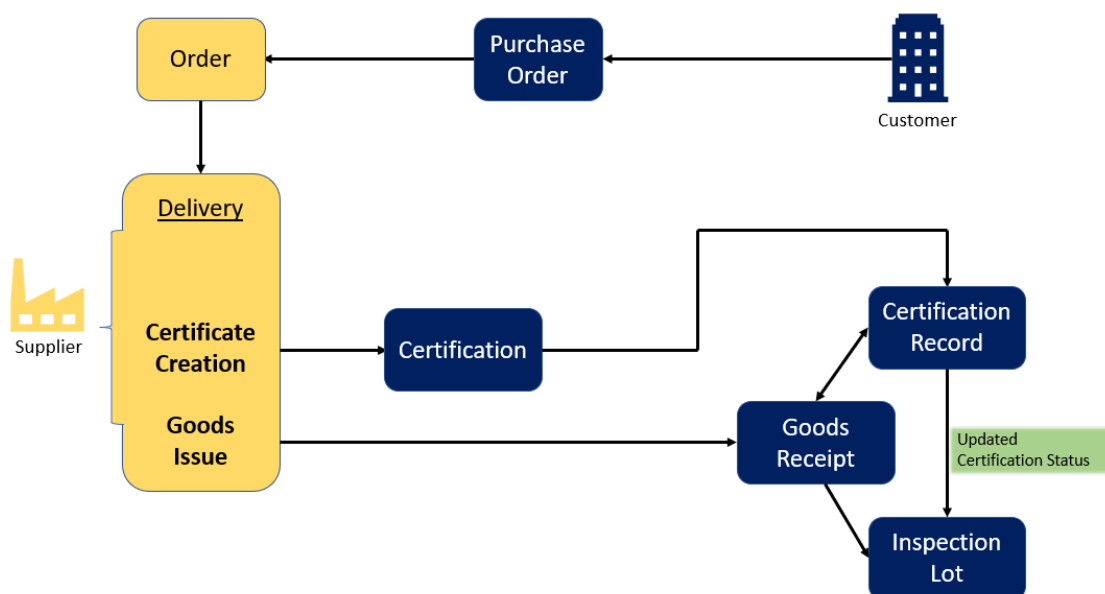 Order
Purchase
Order
Customer
Delivery
Supplier
Certificate
Creation
Goods
Issue
Certification
Certification
Record
Goods
Receipt
Updated
Certification Status
Inspection
Lot